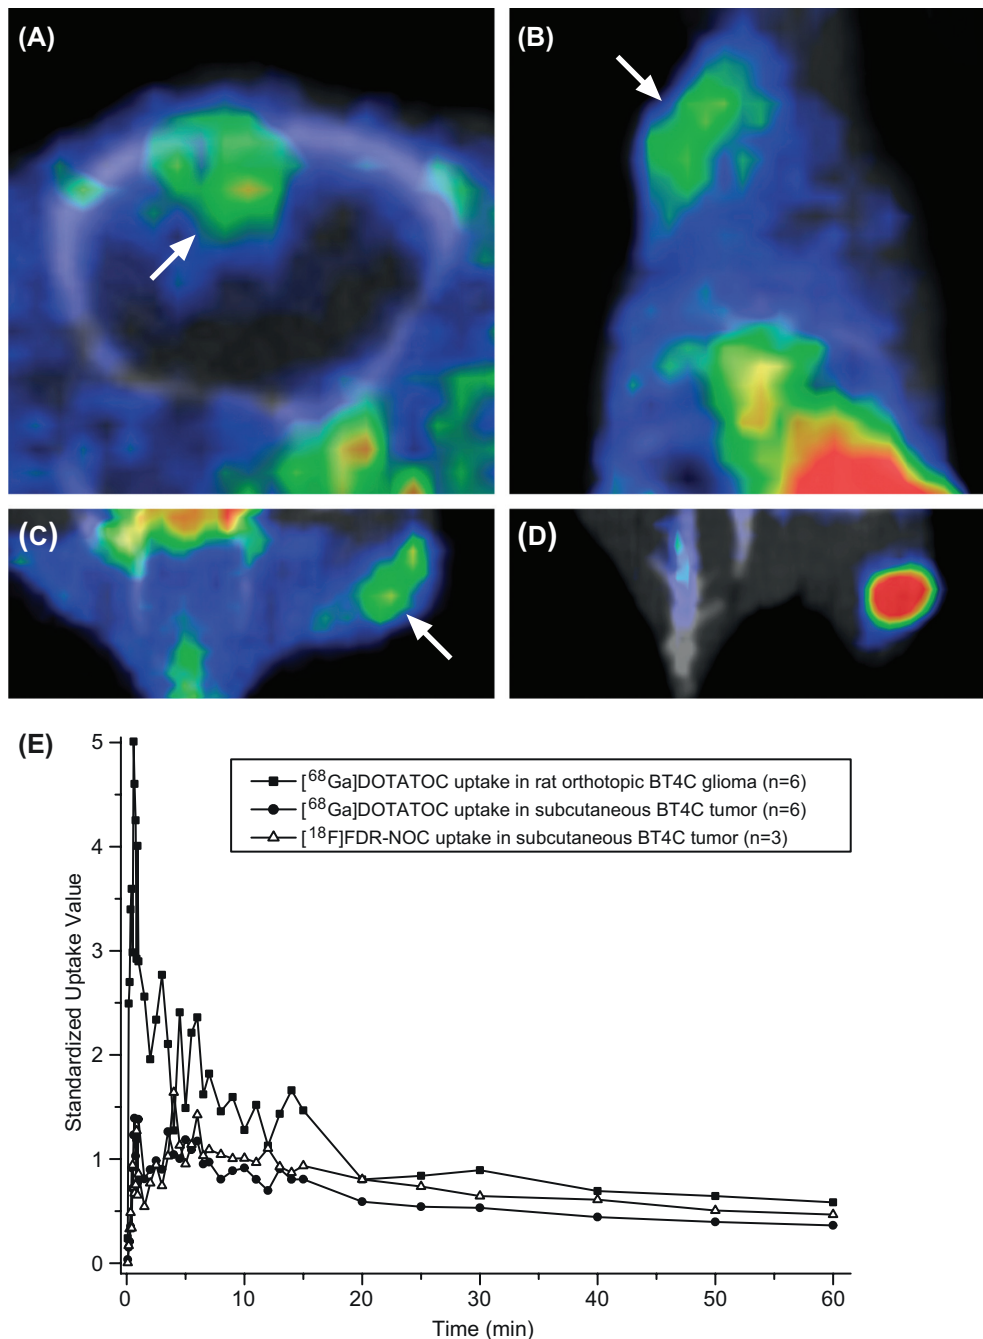 (A)
(B)
(C)
(D)
(E)
[⁶⁸Ga]DOTATOC uptake in rat orthotopic BT4C glioma (n=6)
[⁶⁸Ga]DOTATOC uptake in subcutaneous BT4C tumor (n=6)
[¹⁸F]FDR-NOC uptake in subcutaneous BT4C tumor (n=3)
Standardized Uptake Value
5
4
3
2
1
0
0 10 20 30 40 50 60
Time (min)